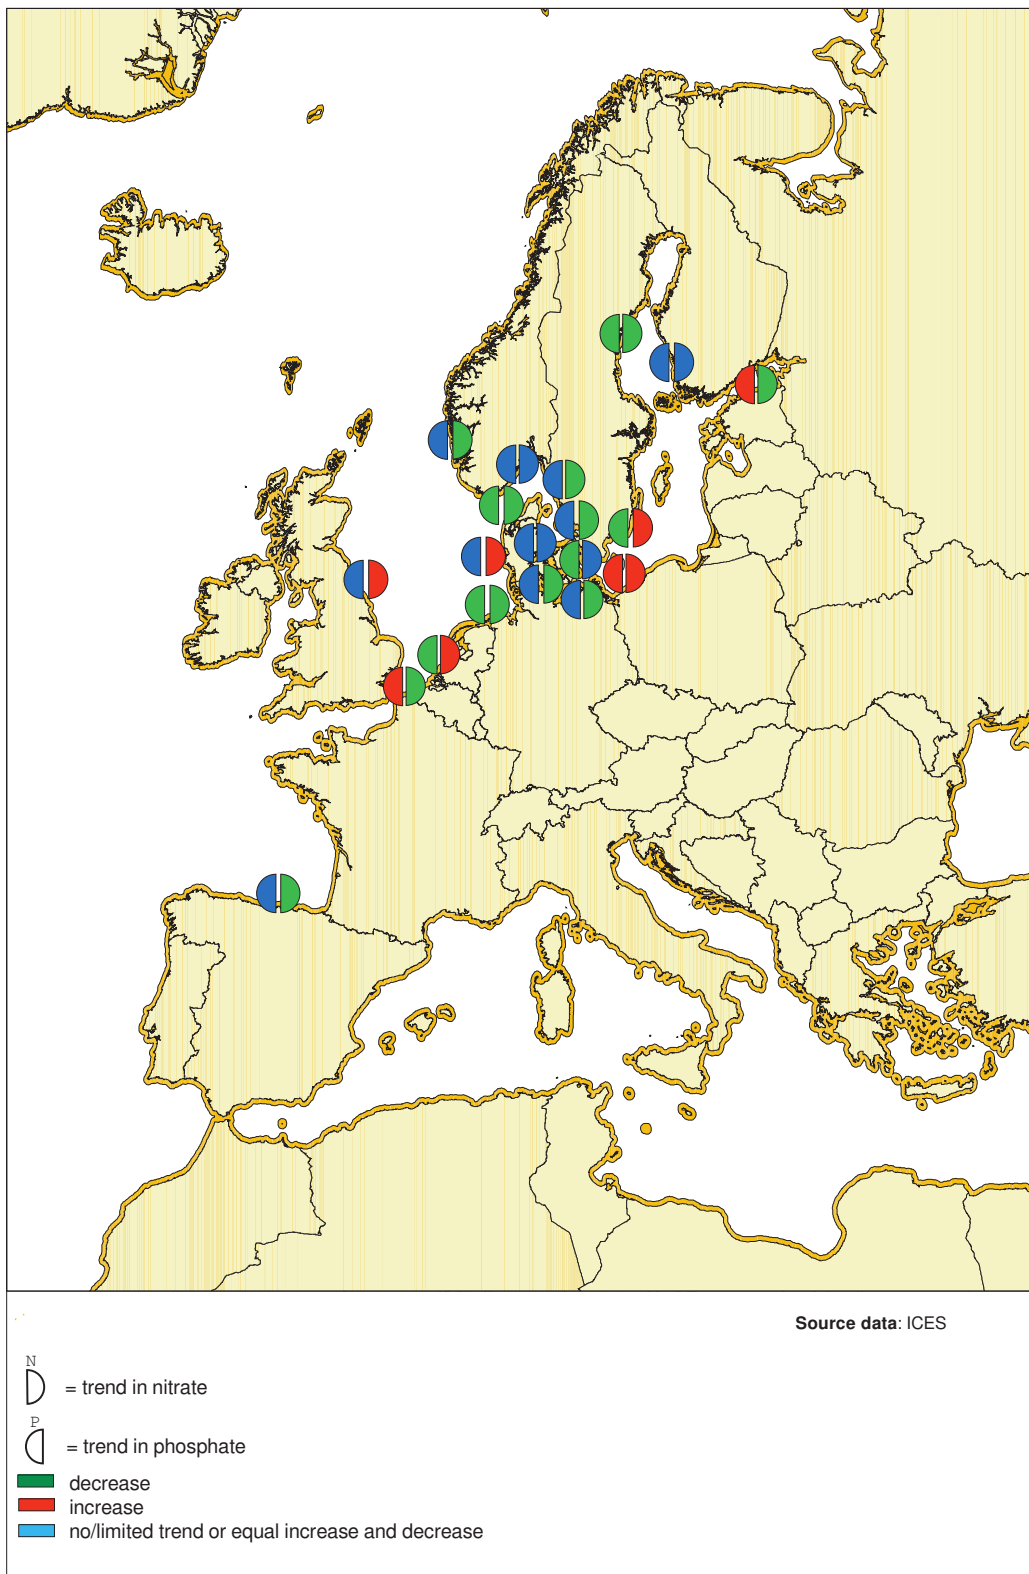 Source data: ICES
N
= trend in nitrate
P
= trend in phosphate
decrease
increase
no/limited trend or equal increase and decrease